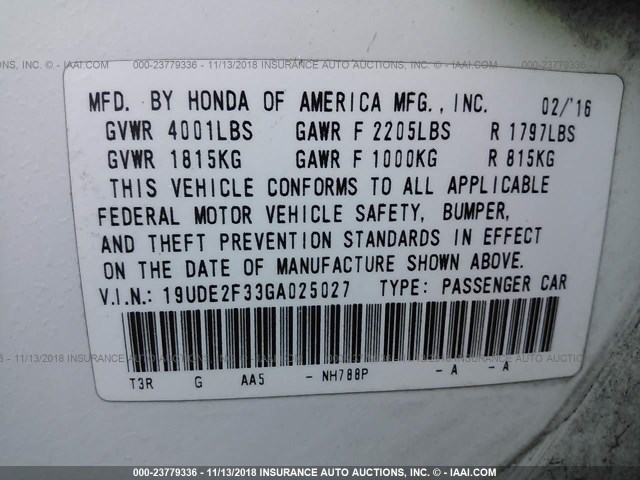 000-23779336 - 11/13/2018 INSURANCE AUTO AUCTIONS, INC. - © - IAAI.COM
MFD. BY HONDA OF AMERICA MFG., INC. 02/'16
GVWR 4001LBS GAWR F 2205LBS R 1797LBS
GVWR 1815KG GAWR F 1000KG R 815KG
THIS VEHICLE CONFORMS TO ALL APPLICABLE
FEDERAL MOTOR VEHICLE SAFETY, BUMPER,
AND THEFT PREVENTION STANDARDS IN EFFECT
ON THE DATE OF MANUFACTURE SHOWN ABOVE.
V.I.N.: 19UDE2F33GA025027 TYPE: PASSENGER CAR
T3R G AA5 - NH788P - A - A
000-23779336 - 11/13/2018 INSURANCE AUTO AUCTIONS, INC. - © - IAAI.COM